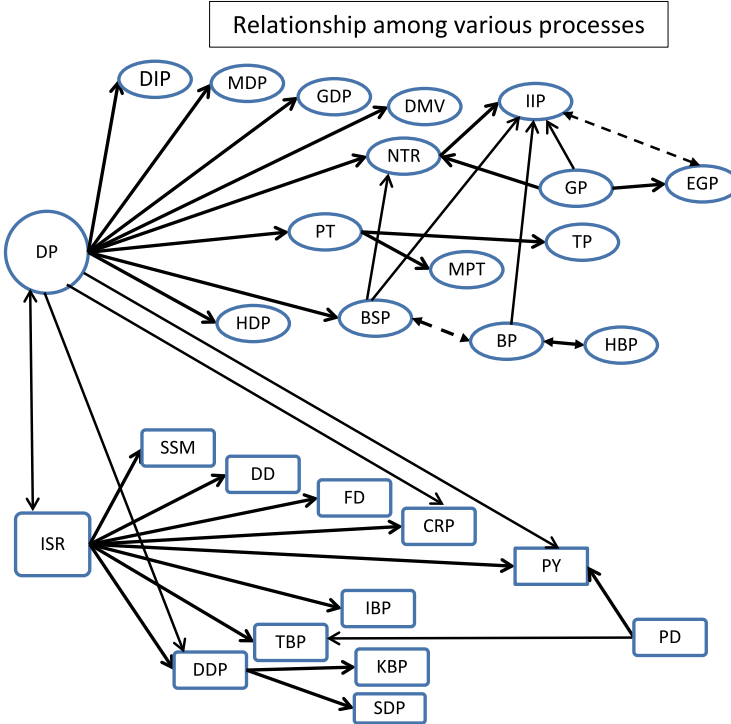 Relationship among various processes
DIP
MDP
GDP
DMV
IIP
NTR
GP
EGP
DP
PT
TP
MPT
HDP
BSP
BP
HBP
SSM
DD
FD
CRP
ISR
PY
IBP
TBP
PD
DDP
KBP
SDP